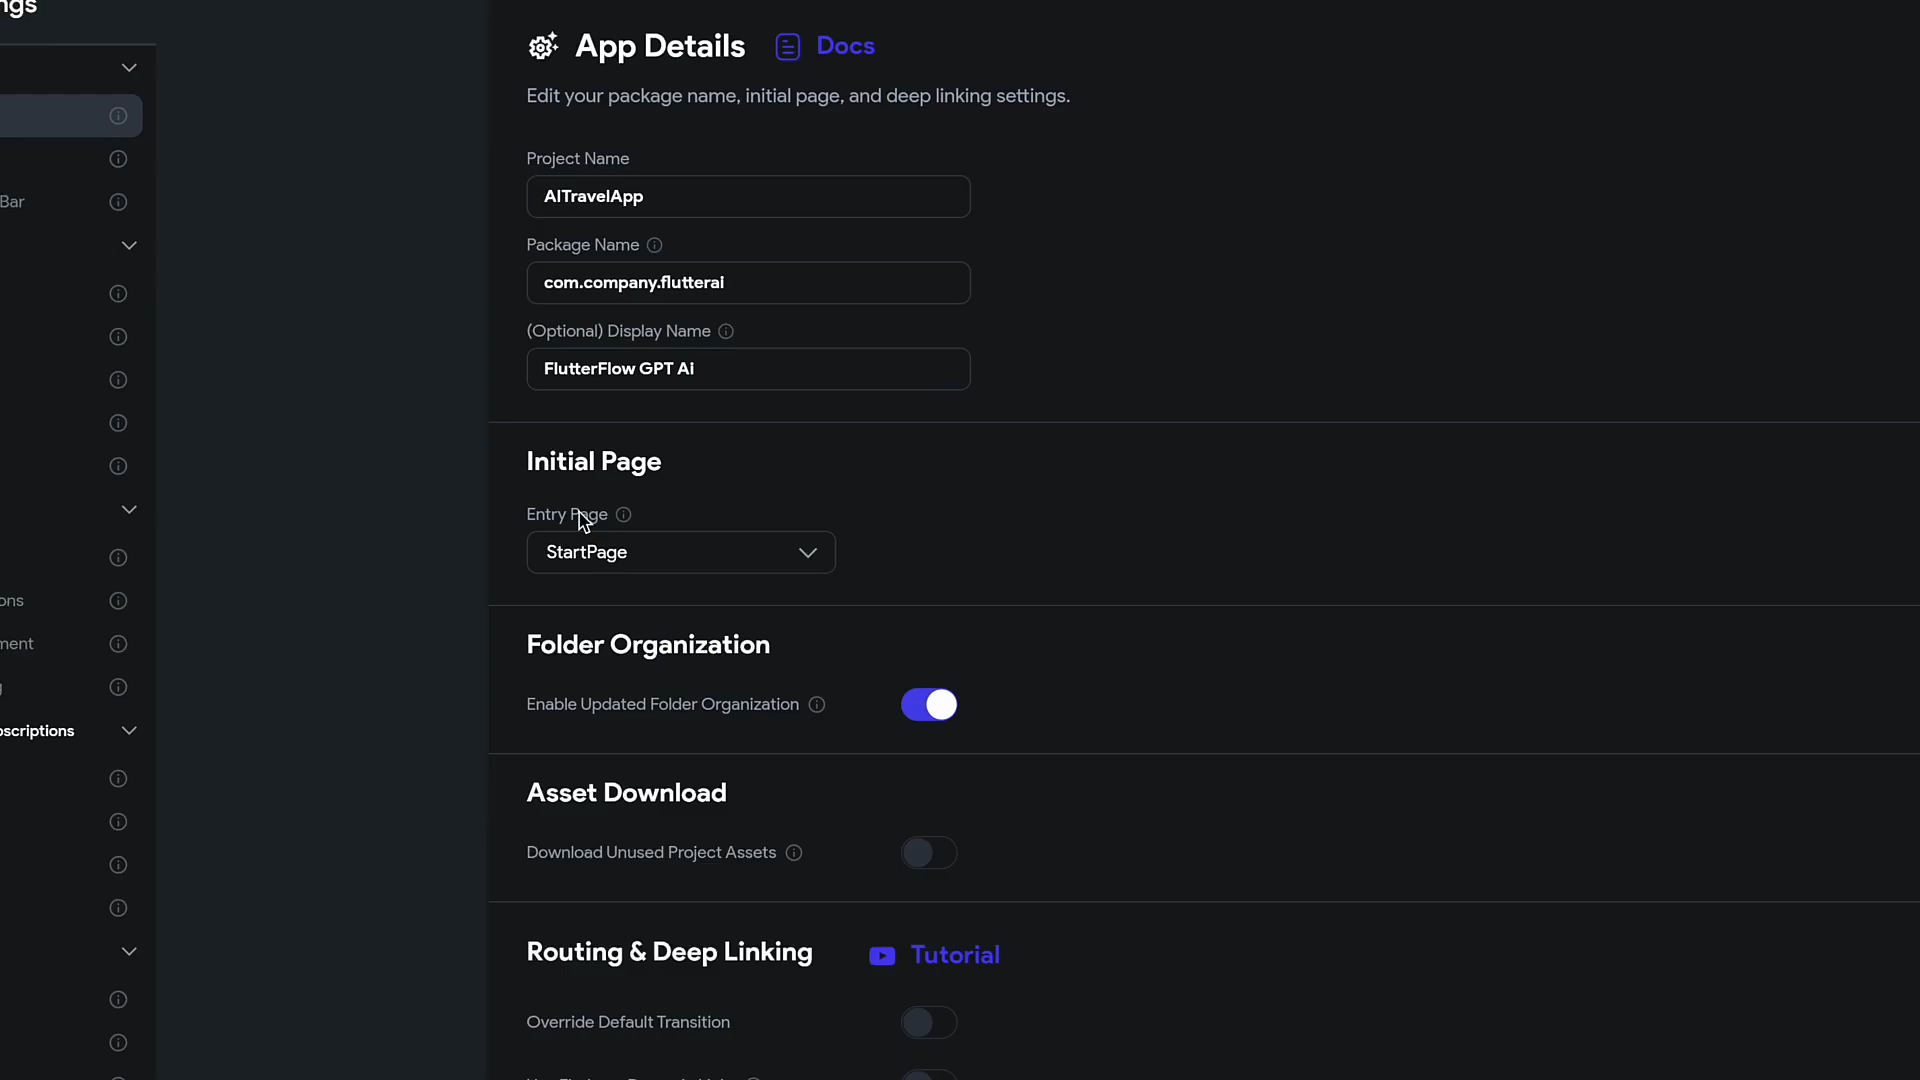 ngs
App Details
Docs
Edit your package name, initial page, and deep linking settings.
Project Name
AITravelApp
Package Name
com.company.flutterai
(Optional) Display Name
FlutterFlow GPT Ai
Initial Page
Entry Page
StartPage
Folder Organization
Enable Updated Folder Organization
Asset Download
Download Unused Project Assets
Routing & Deep Linking
Tutorial
Override Default Transition
Bar
ons
ment
g
bscriptions